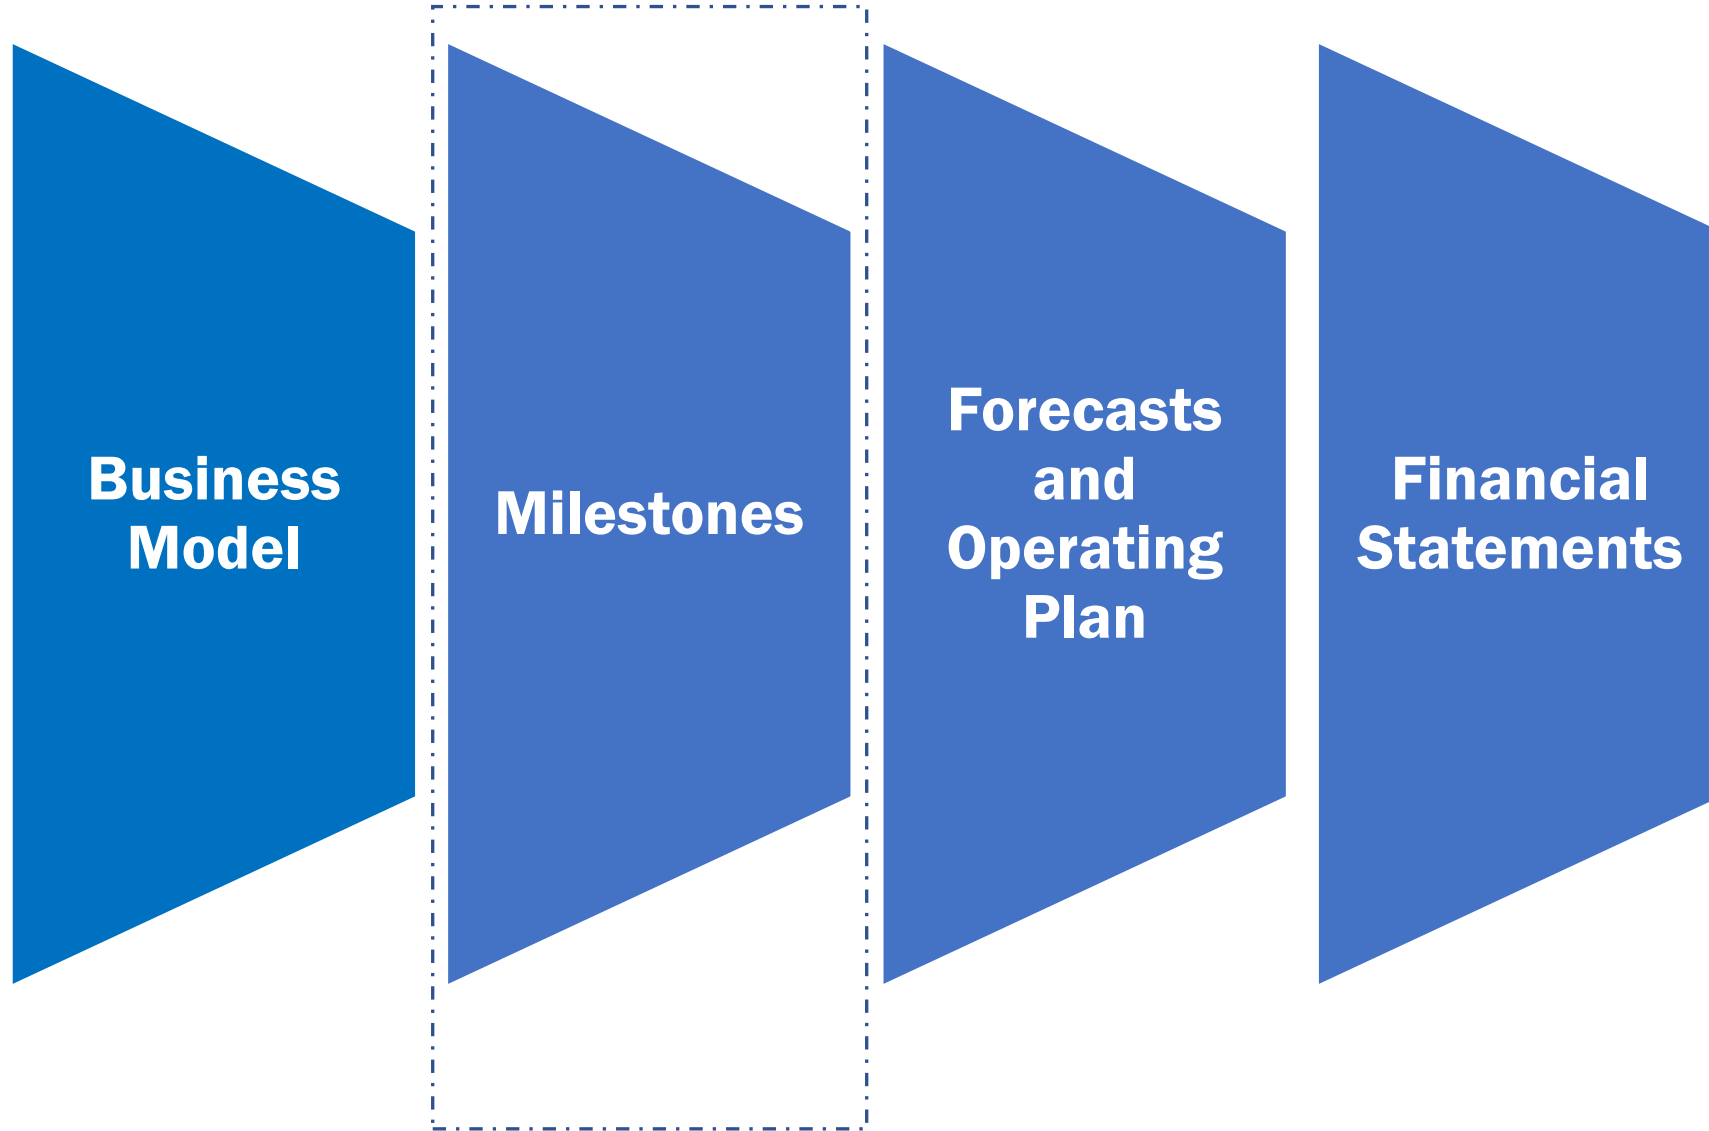 Business
Model
Milestones
Forecasts
and
Operating
Plan
Financial
Statements